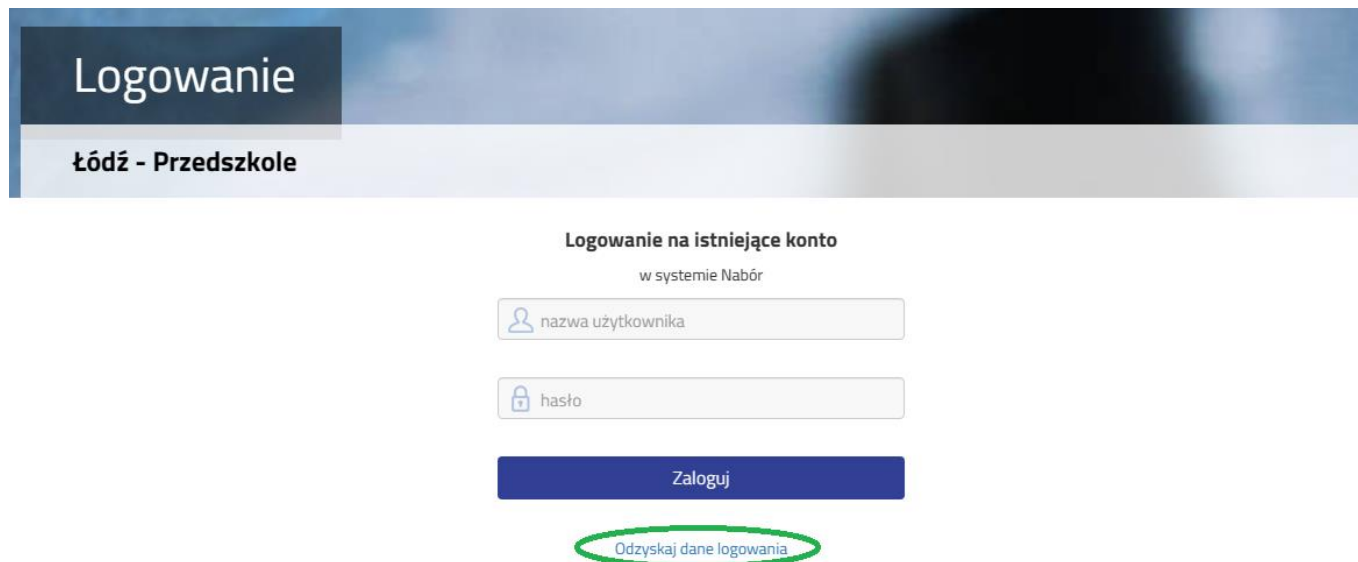 Logowanie
Łódź - Przedszkole
Logowanie na istniejące konto
w systemie Nabór
nazwa użytkownika
hasło
Zaloguj
Odzyskaj dane logowania